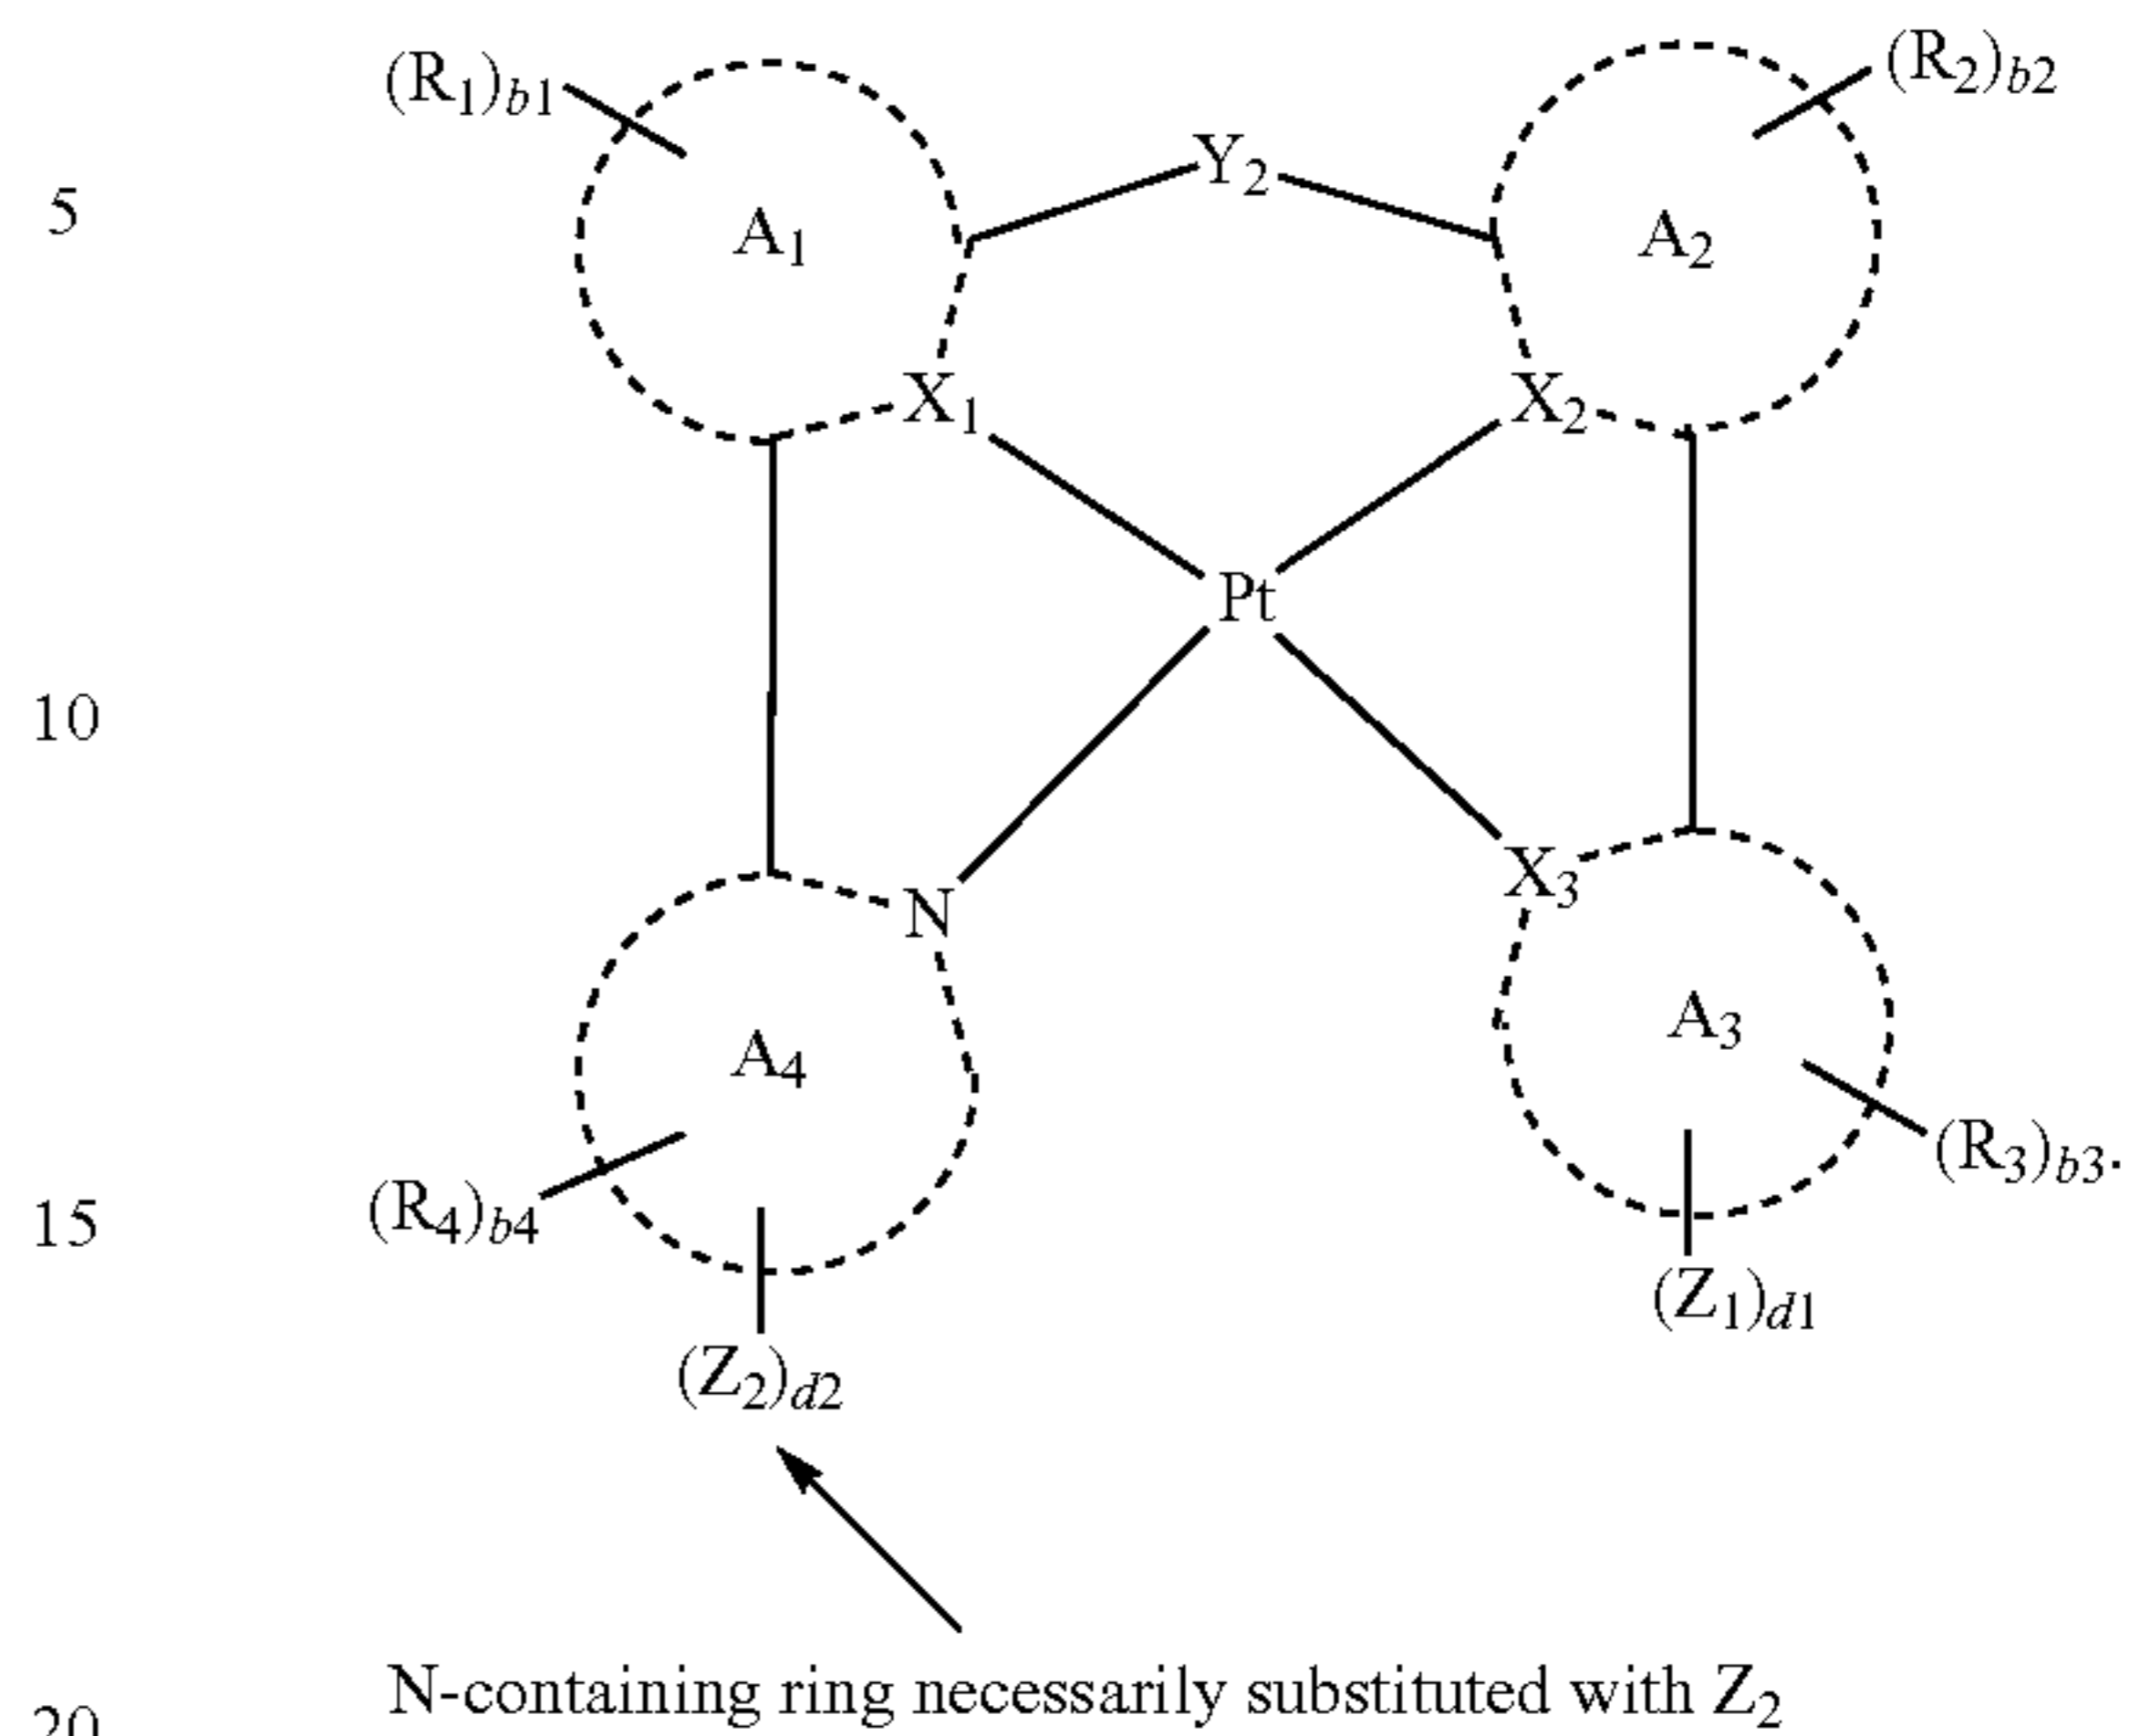 (R1)b1
(R2)b2
Y2
5
A1
A2
X1
X2
Pt
10
X3
N
A3
A4
(R3)b3.
(R4)b4
15
(Z1)d1
(Z2)d2
N-containing ring necessarily substituted with Z2
20